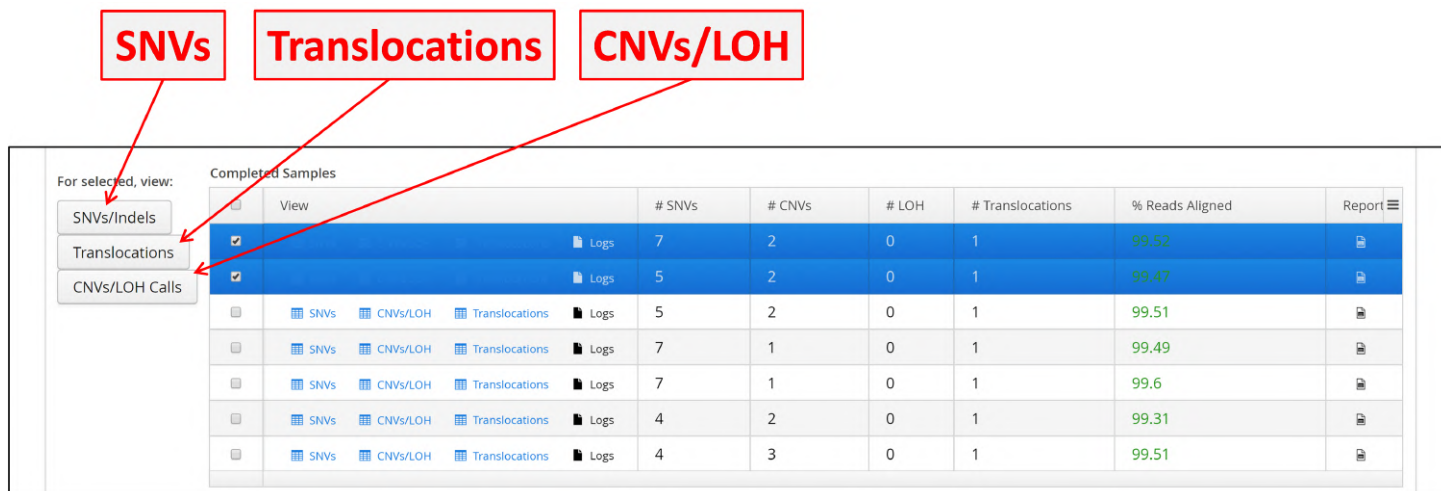 SNVs Translocations CNVs/LOH
For selected, view:
SNVs/Indels
Translocations
CNVs/LOH Calls
Completed Samples
View # SNVs # CNVs # LOH # Translocations % Reads Aligned Report
Logs 7 2 0 1 99.52
Logs 5 2 0 1 99.47
SNVs CNVs/LOH Translocations Logs 5 2 0 1 99.51
SNVs CNVs/LOH Translocations Logs 7 1 0 1 99.49
SNVs CNVs/LOH Translocations Logs 7 1 0 1 99.6
SNVs CNVs/LOH Translocations Logs 4 2 0 1 99.31
SNVs CNVs/LOH Translocations Logs 4 3 0 1 99.51